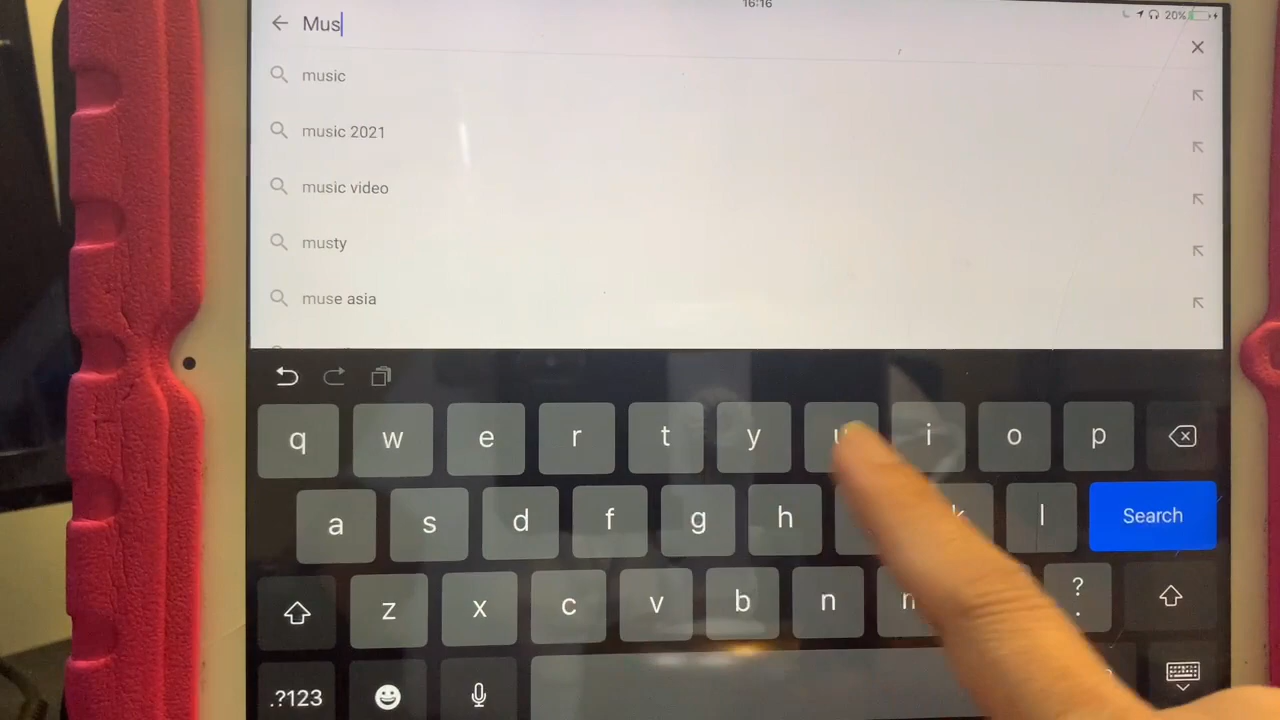 16:16
20%
Mus
music
music 2021
music video
musty
muse asia
q w e r t y u i o p
a s d f g h k l Search
z x c v b n m ? .
.?123